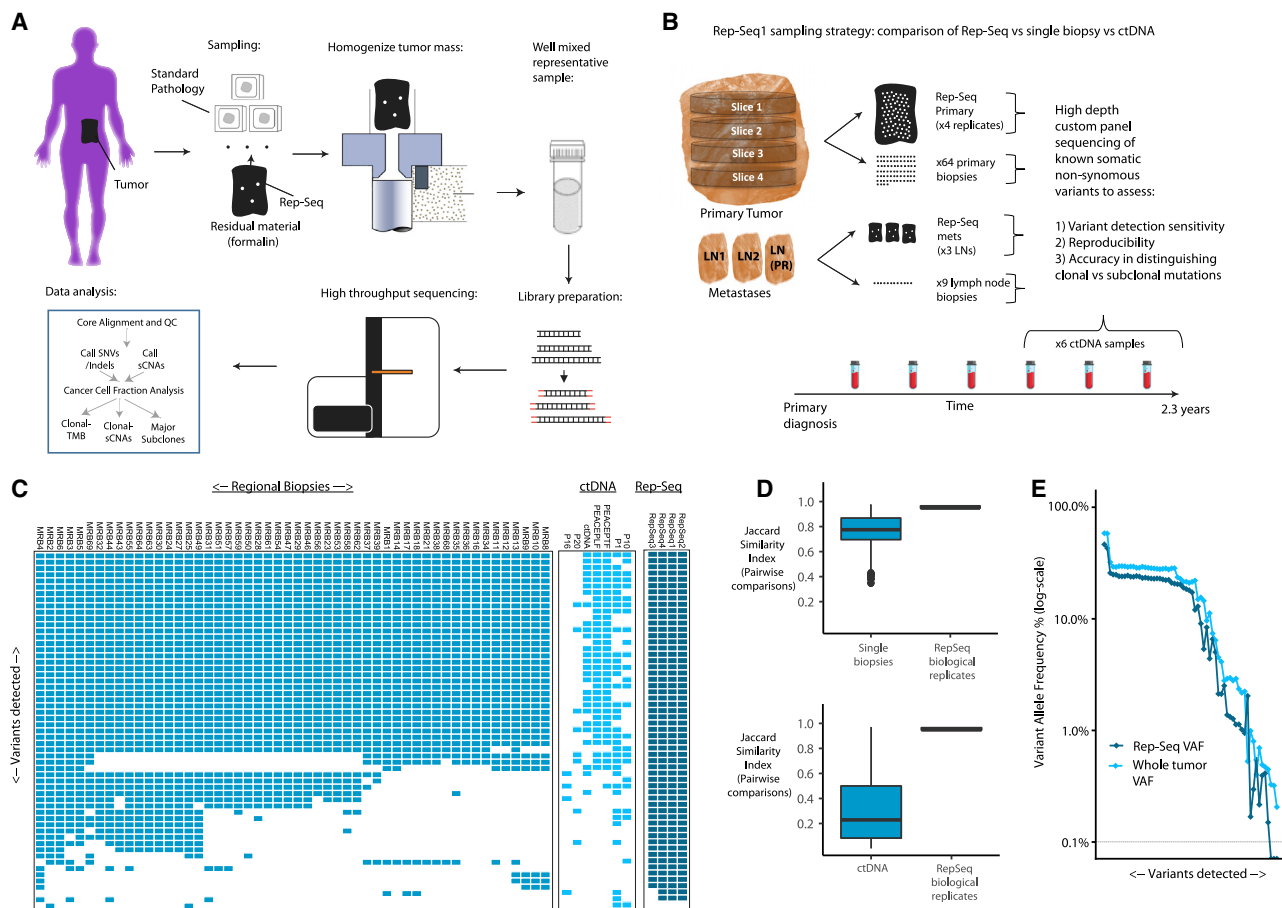 A
Sampling:
Standard
Pathology
Tumor
Rep-Seq
Residual material
(formalin)
Homogenize tumor mass:
Well mixed
representative
sample:
Data analysis:
Core Alignment and QC
Call SNVs
/Indels
Call
sCNAs
Cancer Cell Fraction Analysis
Clonal-
TMB
Clonal-
sCNAs
Major
Subclones
High throughput sequencing:
Library preparation:
B
Rep-Seq1 sampling strategy: comparison of Rep-Seq vs single biopsy vs ctDNA
Slice 1
Slice 2
Slice 3
Slice 4
Primary Tumor
LN1
LN2
LN
(PR)
Metastases
Rep-Seq
Primary
(x4 replicates)
x64 primary
biopsies
Rep-Seq
mets
(x3 LNs)
x9 lymph node
biopsies
High depth
custom panel
sequencing of
known somatic
non-synomous
variants to assess:
1) Variant detection sensitivity
2) Reproducibility
3) Accuracy in distinguishing
clonal vs subclonal mutations
x6 ctDNA samples
Primary
diagnosis
Time
2.3 years
C
<– Regional Biopsies —>
ctDNA
Rep-Seq
<— Variants detected —>
D
Jaccard
Similarity
Index
(Pairwise
comparisons)
1.0
0.8
0.6
0.4
0.2
Single
biopsies
RepSeq
biological
replicates
Jaccard
Similarity
Index
(Pairwise
comparisons)
1.0
0.8
0.6
0.4
0.2
ctDNA
RepSeq
biological
replicates
E
Variant Allele Frequency % (log-scale)
100.0%
10.0%
1.0%
0.1%
Rep-Seq VAF
Whole tumor
VAF
<– Variants detected —>